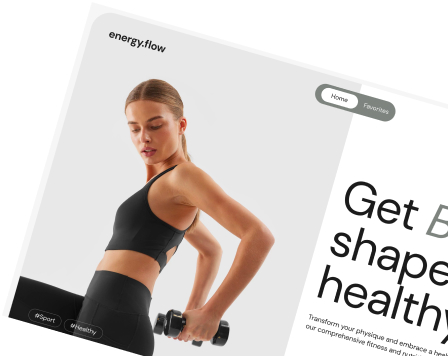 energy.flow
Home Favorites
Get
shape
healthy
Transform your physique and embrace a
our comprehensive fitness and
#Sport #Healthy